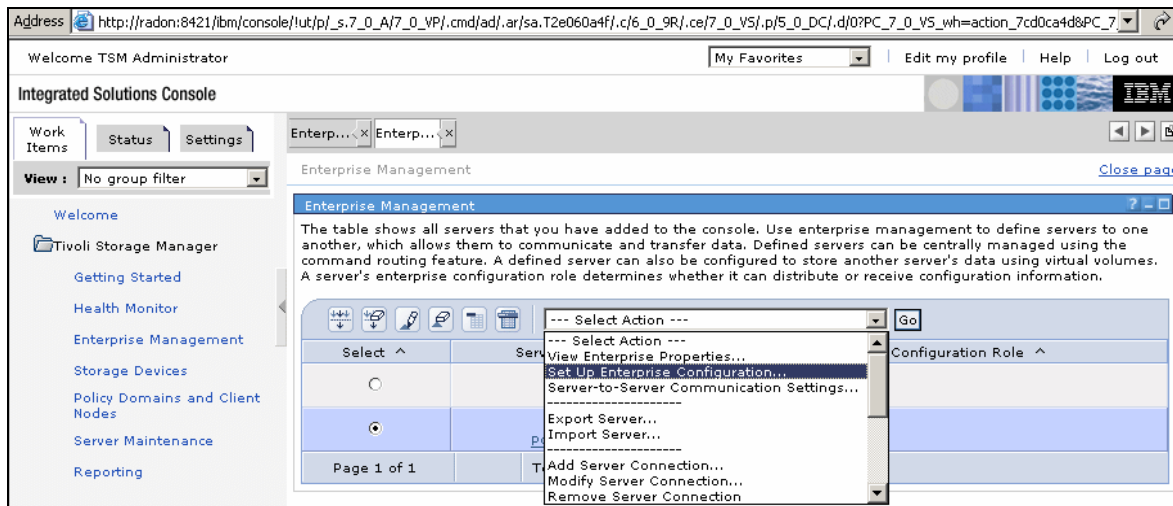 Address http://radon:8421/ibm/console/!ut/p/_s.7_0_A/7_0_VP/.cmd/ad/.ar/sa.T2e060a4f/.c/6_0_9R/.ce/7_0_VS/.p/5_0_DC/.d/0?PC_7_0_VS_wh=action_7cd0ca4d&PC_7
Welcome TSM Administrator My Favorites Edit my profile Help Log out
Integrated Solutions Console IBM
Work Items Status Settings
Enterp... Enterp...
View : No group filter
Enterprise Management Close page
Welcome
Tivoli Storage Manager
Getting Started
Health Monitor
Enterprise Management
Storage Devices
Policy Domains and Client
Nodes
Server Maintenance
Reporting
Enterprise Management
The table shows all servers that you have added to the console. Use enterprise management to define servers to one
another, which allows them to communicate and transfer data. Defined servers can be centrally managed using the
command routing feature. A defined server can also be configured to store another server's data using virtual volumes.
A server's enterprise configuration role determines whether it can distribute or receive configuration information.
--- Select Action --- Go
Select ^ Serv Configuration Role ^
--- Select Action ---
View Enterprise Properties...
Set Up Enterprise Configuration...
Server-to-Server Communication Settings...
---------------------
Export Server...
Import Server...
---------------------
Add Server Connection...
Modify Server Connection...
Remove Server Connection
Page 1 of 1